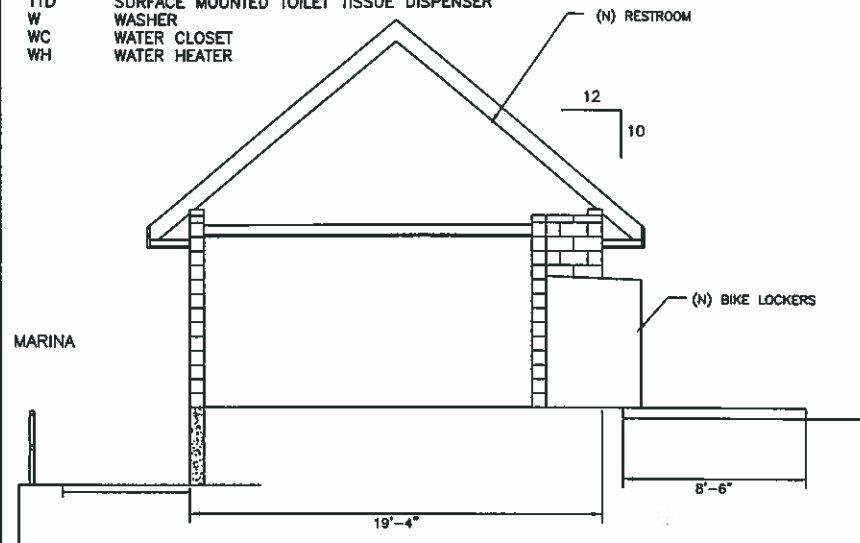 TTD SURFACE MOUNTED TOILET TISSUE DISPENSER
W WASHER
WC WATER CLOSET
WH WATER HEATER
(N) RESTROOM
12
10
(N) BIKE LOCKERS
MARINA
8'-6"
19'-4"